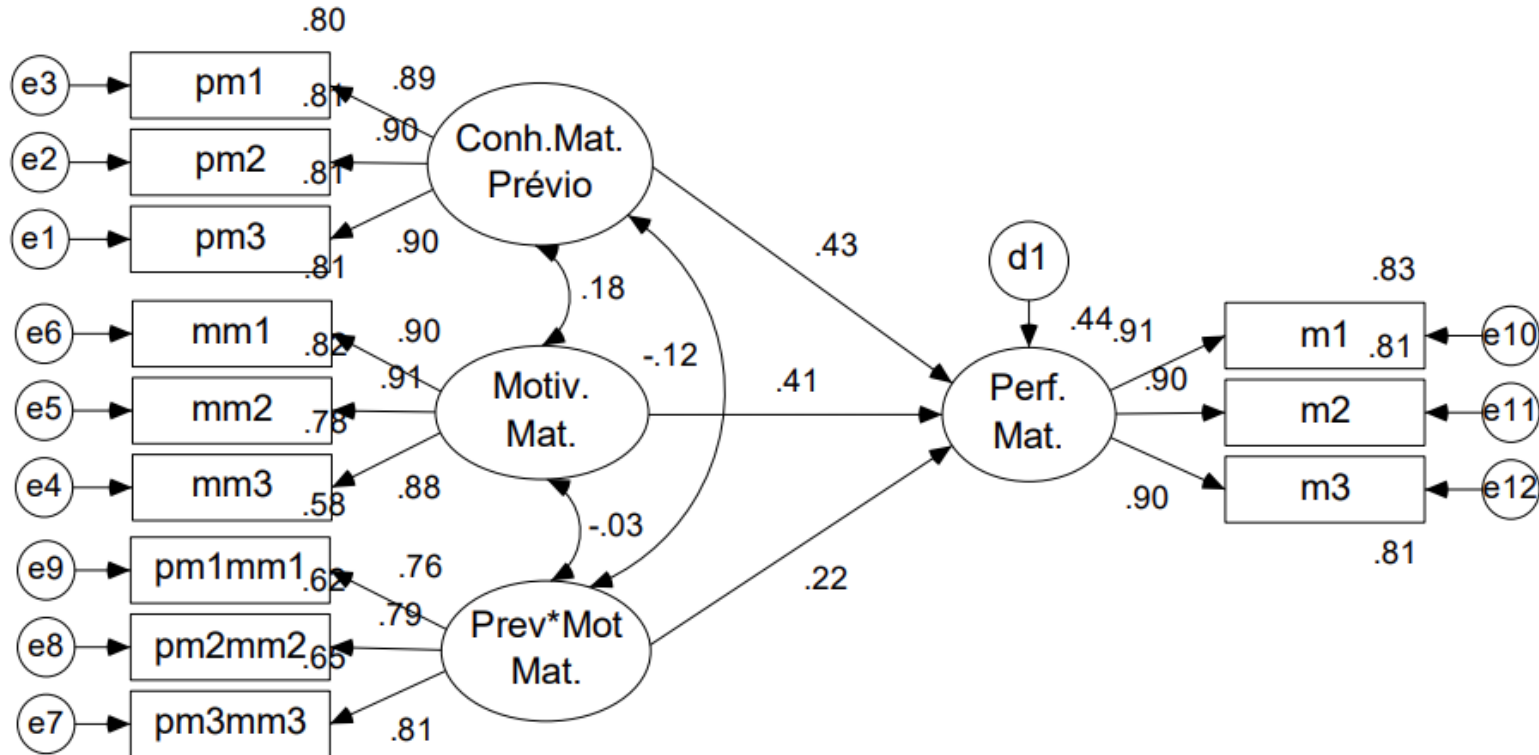 .80
e3
pm1
.89
.81
e2
pm2
.90
.81
e1
pm3
.90
.81
Conh.Mat.
Prévio
.18
-.12
.43
e6
mm1
.90
.82
e5
mm2
.91
.78
e4
mm3
.88
.58
Motiv.
Mat.
-.03
.41
e9
pm1mm1
.76
.62
e8
pm2mm2
.79
.65
e7
pm3mm3
.81
Prev*Mot
Mat.
.22
d1
.44
Perf.
Mat.
.91
.83
m1
e10
.90
.81
m2
e11
.90
m3
e12
.81